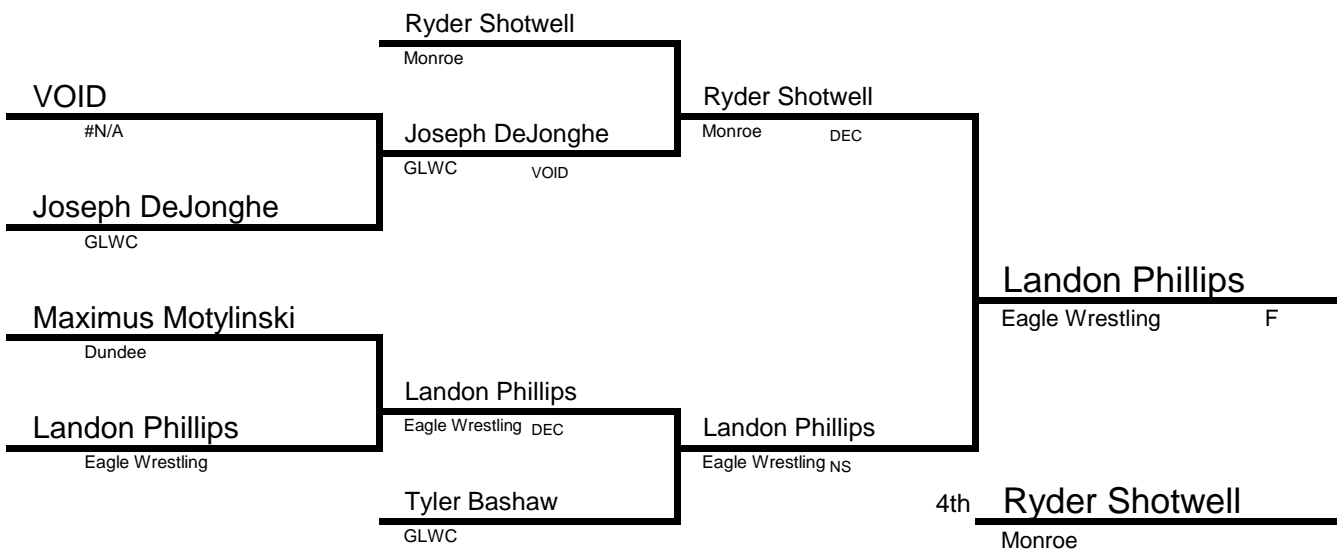 Ryder Shotwell
Monroe
VOID
#N/A
Ryder Shotwell
Monroe DEC
Joseph DeJonghe
GLWC VOID
Joseph DeJonghe
GLWC
Landon Phillips
Eagle Wrestling F
Maximus Motylinski
Dundee
Landon Phillips
Eagle Wrestling DEC
Landon Phillips
Eagle Wrestling
Landon Phillips
Eagle Wrestling NS
Tyler Bashaw
GLWC
4th Ryder Shotwell
Monroe